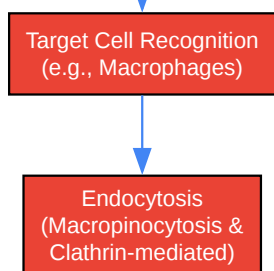 Target Cell Recognition
(e.g., Macrophages)
Endocytosis
(Macropinocytosis &
Clathrin-mediated)